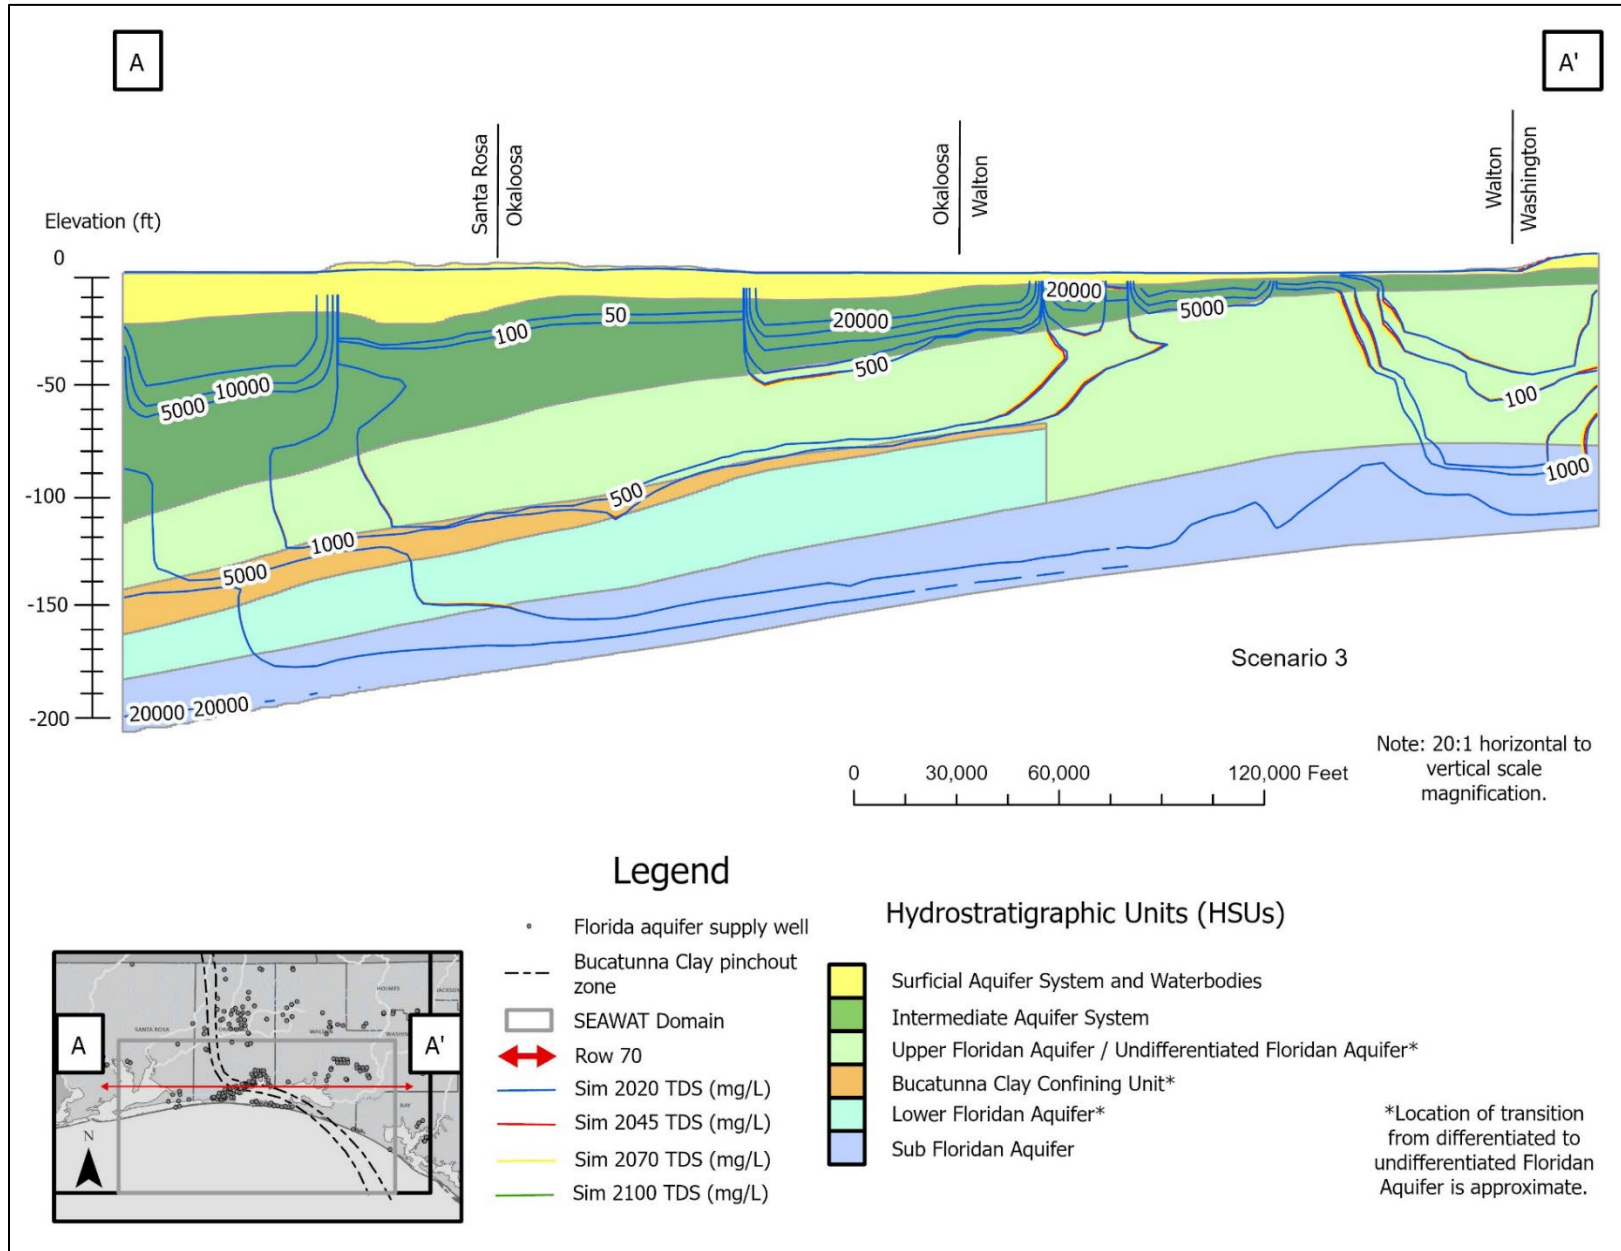 A
A'
Santa Rosa
Okaloosa
Okaloosa
Walton
Walton
Washington
Elevation (ft)
0
-50
-100
-150
-200
20000
50
20000
5000
100
500
10000
5000
100
1000
500
1000
5000
20000
20000
Scenario 3
0
30,000
60,000
120,000 Feet
Note: 20:1 horizontal to
vertical scale
magnification.
Legend
Florida aquifer supply well
Bucatunna Clay pinchout
zone
SEAWAT Domain
Row 70
Sim 2020 TDS (mg/L)
Sim 2045 TDS (mg/L)
Sim 2070 TDS (mg/L)
Sim 2100 TDS (mg/L)
Hydrostratigraphic Units (HSUs)
Surficial Aquifer System and Waterbodies
Intermediate Aquifer System
Upper Floridan Aquifer / Undifferentiated Floridan Aquifer*
Bucatunna Clay Confining Unit*
Lower Floridan Aquifer*
Sub Floridan Aquifer
*Location of transition
from differentiated to
undifferentiated Floridan
Aquifer is approximate.
HOLMES
SANTA ROSA
A
A'
BAY
N